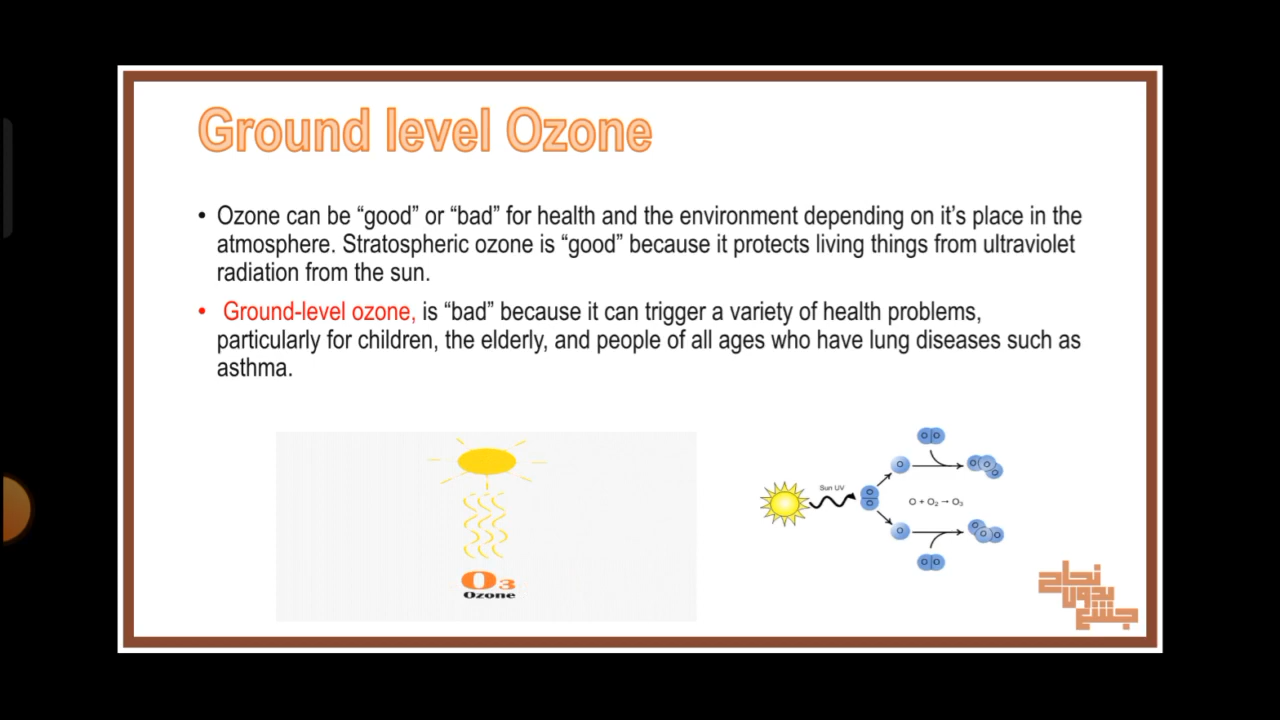 Ground level Ozone
• Ozone can be “good” or “bad” for health and the environment depending on it’s place in the
atmosphere. Stratospheric ozone is “good” because it protects living things from ultraviolet
radiation from the sun.
• Ground-level ozone, is “bad” because it can trigger a variety of health problems,
particularly for children, the elderly, and people of all ages who have lung diseases such as
asthma.
O3
Ozone
Sun UV
O O
O
O O O
O
O
O + O₂ → O₃
O
O O O
O O
نجاح
بدون
جشع